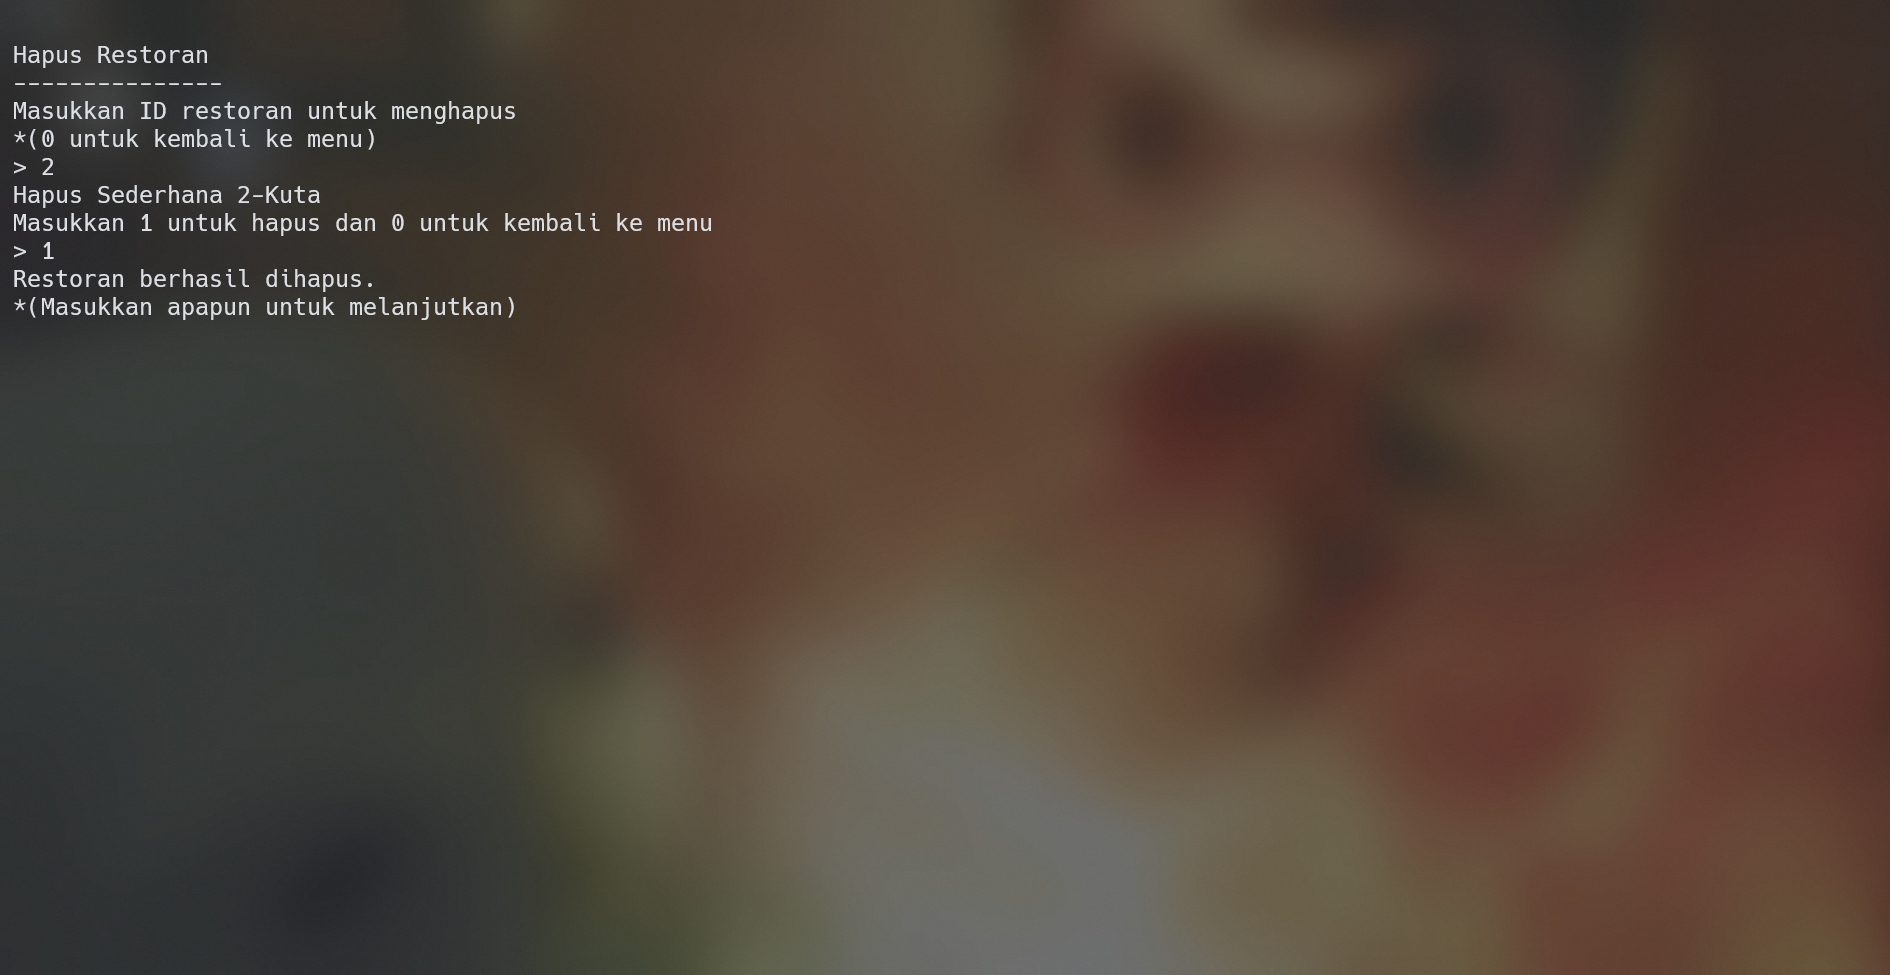 Hapus Restoran
---------------
Masukkan ID restoran untuk menghapus
*(0 untuk kembali ke menu)
> 2
Hapus Sederhana 2-Kuta
Masukkan 1 untuk hapus dan 0 untuk kembali ke menu
> 1
Restoran berhasil dihapus.
*(Masukkan apapun untuk melanjutkan)